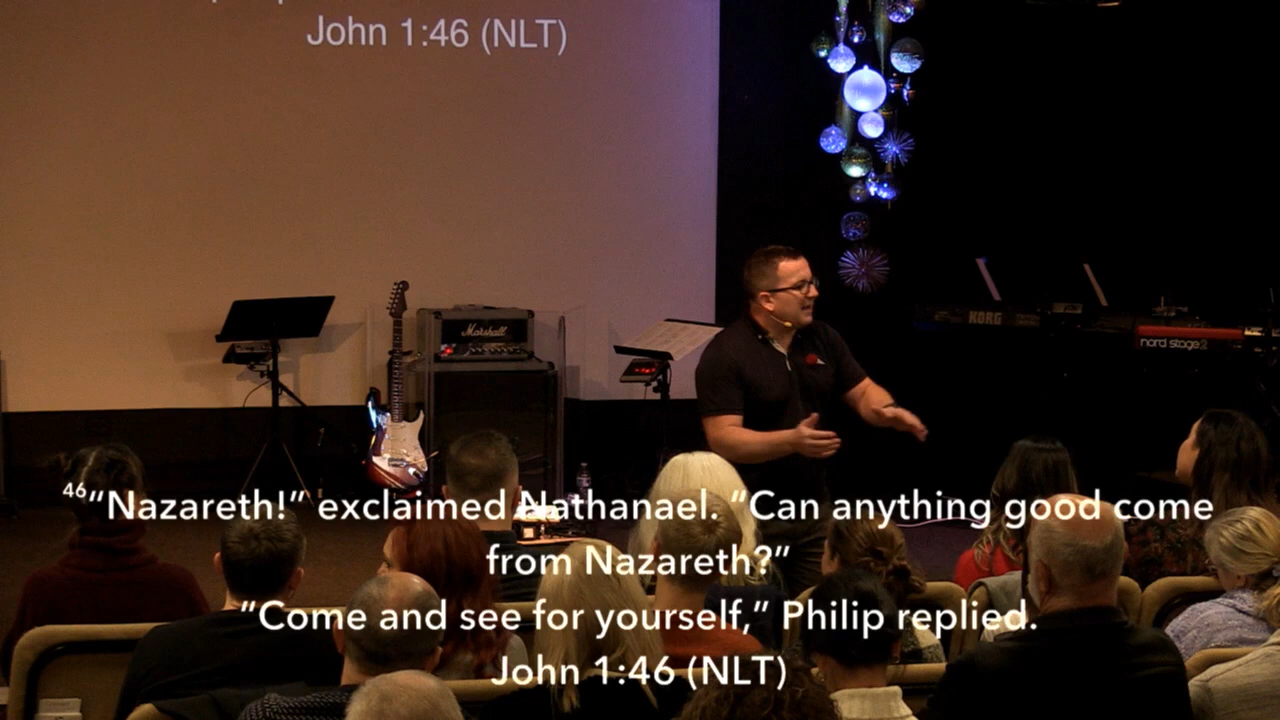 John 1:46 (NLT)
Marshall
KORG
nord stage 2
46“Nazareth!” exclaimed Nathanael. “Can anything good come
from Nazareth?”
“Come and see for yourself,” Philip replied.
John 1:46 (NLT)